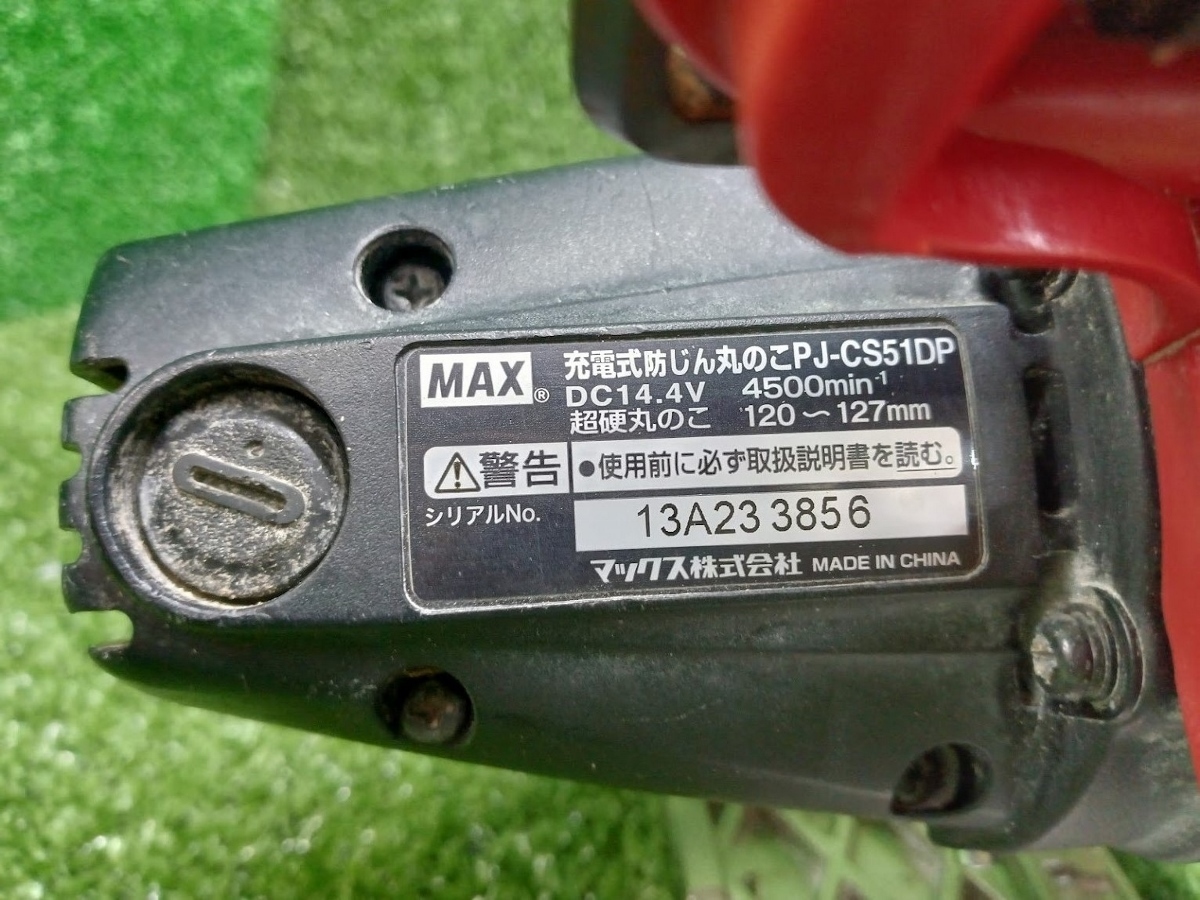 MAX® 充電式防じん丸のこPJ-CS51DP
DC14.4V 4500min⁻¹
超硬丸のこ 120～127mm
警告 ●使用前に必ず取扱説明書を読む。
シリアルNo. 13A23 3856
マックス株式会社 MADE IN CHINA